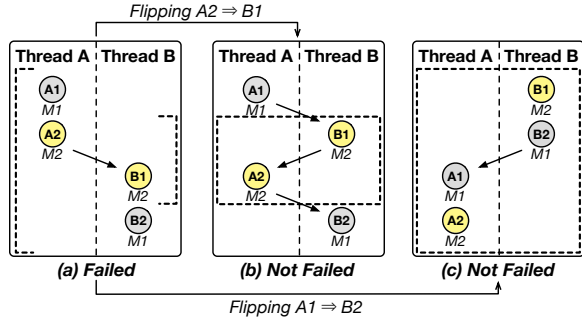 Flipping A2 ⇒ B1
Thread A Thread B
A1
M1
A2
M2
B1
M2
B2
M1
(a) Failed
Thread A Thread B
A1
M1
B1
M2
A2
M2
B2
M1
(b) Not Failed
Thread A Thread B
B1
M2
B2
M1
A1
M1
A2
M2
(c) Not Failed
Flipping A1 ⇒ B2